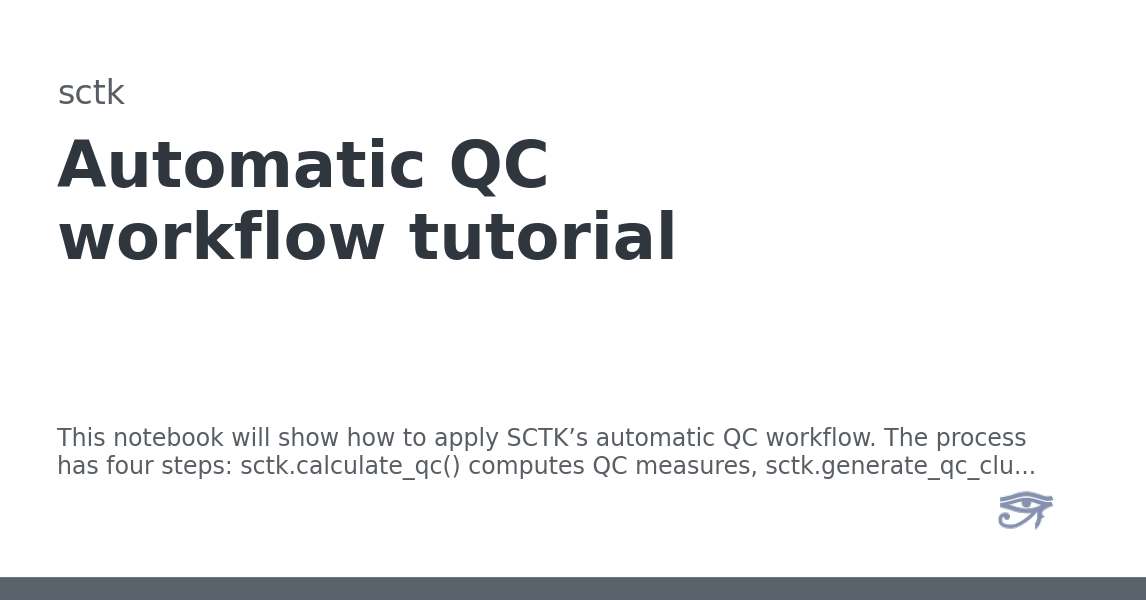 sctk
Automatic QC
workflow tutorial
This notebook will show how to apply SCTK’s automatic QC workflow. The process
has four steps: sctk.calculate_qc() computes QC measures, sctk.generate_qc_clu...